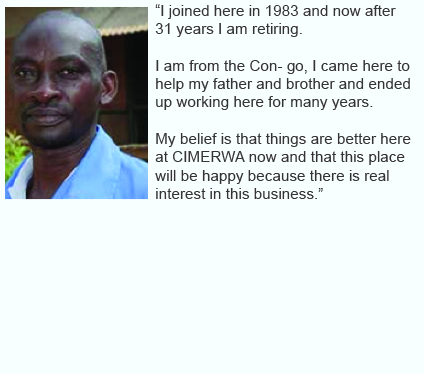 “I joined here in 1983 and now after
31 years I am retiring.
I am from the Con- go, I came here to
help my father and brother and ended
up working here for many years.
My belief is that things are better here
at CIMERWA now and that this place
will be happy because there is real
interest in this business.”